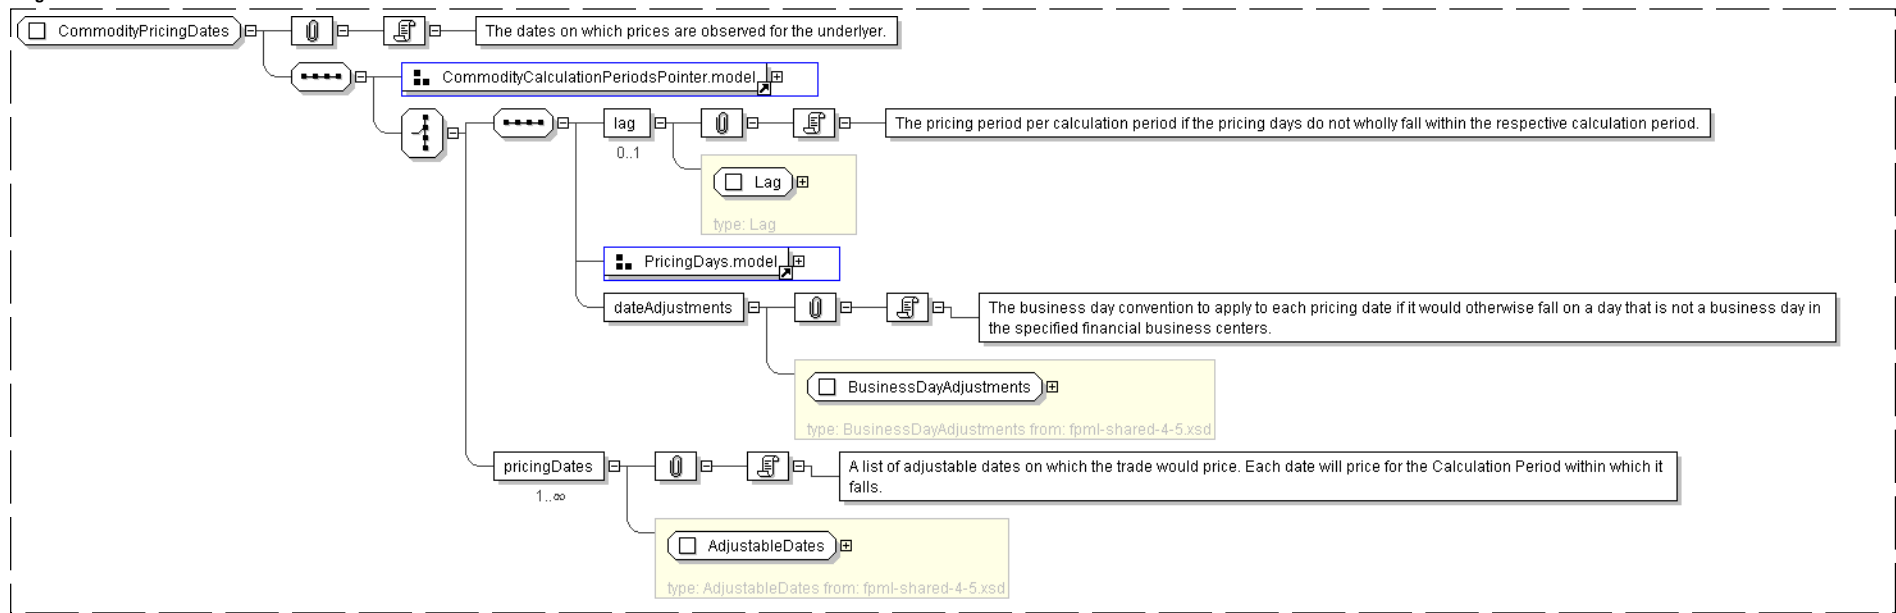 CommodityPricingDates
The dates on which prices are observed for the underlyer.
CommodityCalculationPeriodsPointer.model
lag
The pricing period per calculation period if the pricing days do not wholly fall within the respective calculation period.
0..1
Lag
type: Lag
PricingDays.model
dateAdjustments
The business day convention to apply to each pricing date if it would otherwise fall on a day that is not a business day in
the specified financial business centers.
BusinessDayAdjustments
type: BusinessDayAdjustments from: fpml-shared-4-5.xsd
pricingDates
A list of adjustable dates on which the trade would price. Each date will price for the Calculation Period within which it
falls.
1..∞
AdjustableDates
type: AdjustableDates from: fpml-shared-4-5.xsd